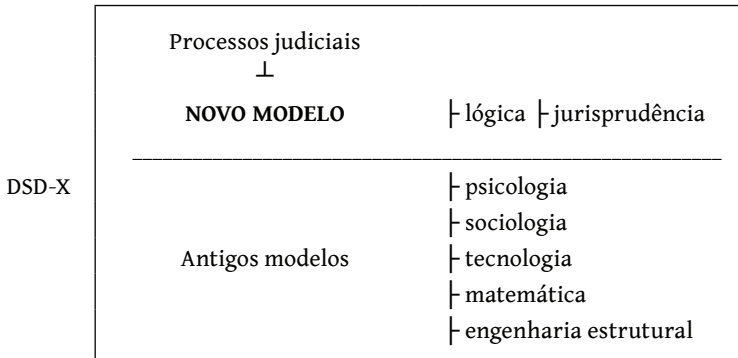 Processos judiciais
⊥
NOVO MODELO ├ lógica ├ jurisprudência
DSD-X
├ psicologia
├ sociologia
Antigos modelos ├ tecnologia
├ matemática
├ engenharia estrutural